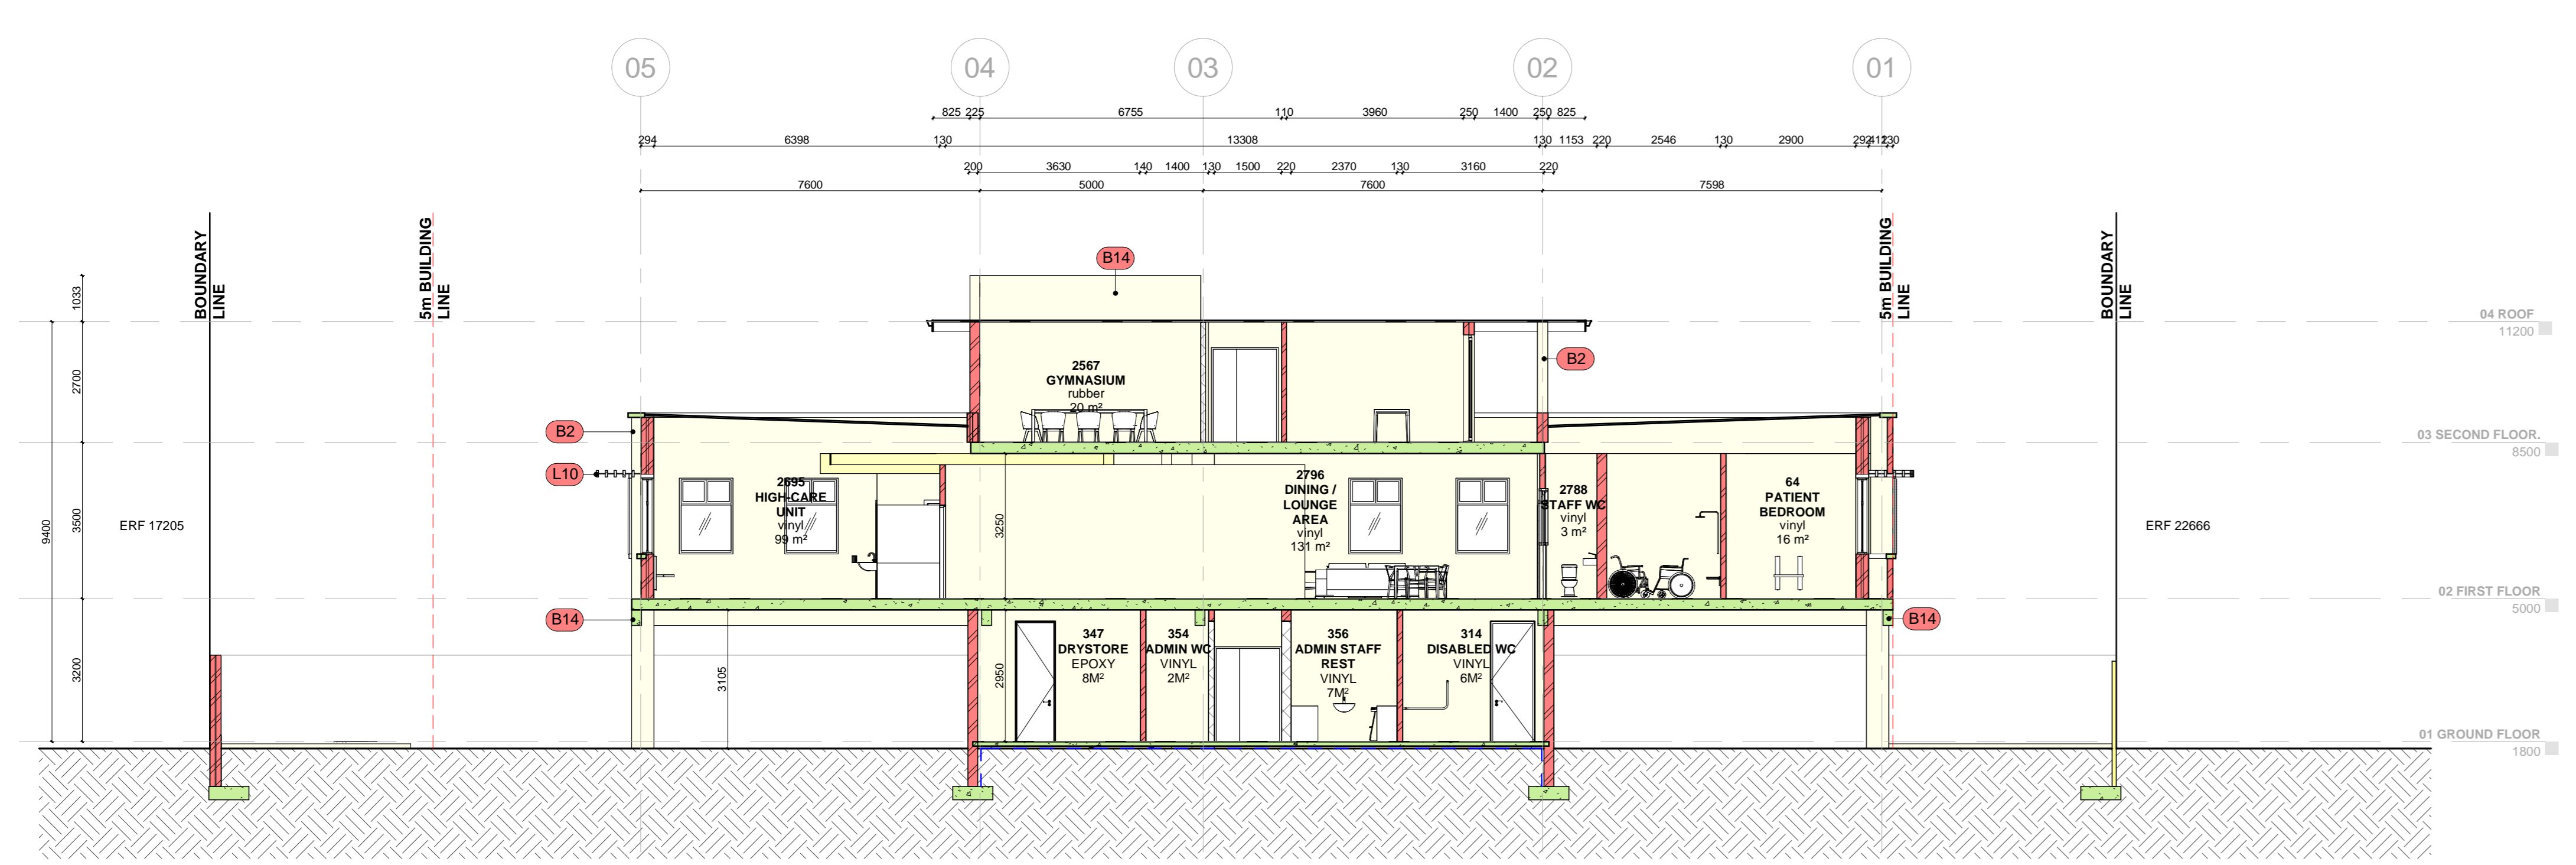 05 04 03 02 01
825 225 6755 110 3960 250 1400 250 825
294 6398 130 13308 130 1153 220 2546 130 2900 292 411 230
200 3630 140 1400 130 1500 220 2370 130 3160 220
7600 5000 7600 7598
BOUNDARY
LINE
5m BUILDING
LINE
5m BUILDING
LINE
BOUNDARY
LINE
B14
1033
04 ROOF
11200
2700
2567
GYMNASIUM
rubber
20 m²
B2
B2
03 SECOND FLOOR.
8500
L10
9400
3500
ERF 17205
2695
HIGH-CARE
UNIT
vinyl
99 m²
3250
2796
DINING /
LOUNGE
AREA
vinyl
131 m²
2788
STAFF WC
vinyl
3 m²
64
PATIENT
BEDROOM
vinyl
16 m²
ERF 22666
02 FIRST FLOOR
5000
B14
B14
3200
3105
2950
347
DRYSTORE
EPOXY
8M²
354
ADMIN WC
VINYL
2M²
356
ADMIN STAFF
REST
VINYL
7M²
314
DISABLED WC
VINYL
6M²
01 GROUND FLOOR
1800